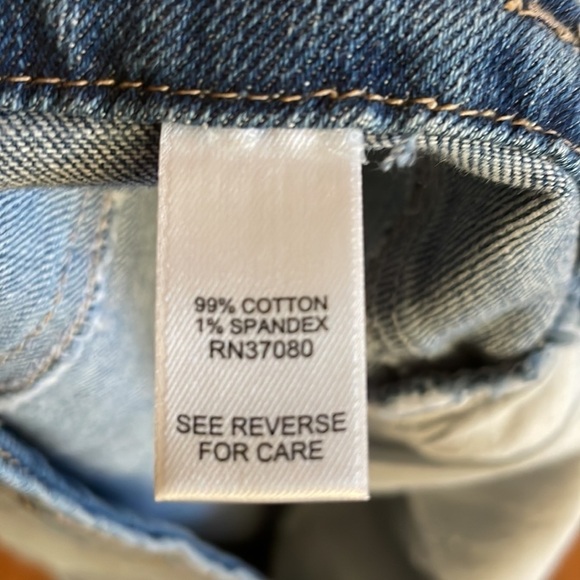 99% COTTON
1% SPANDEX
RN37080
SEE REVERSE
FOR CARE